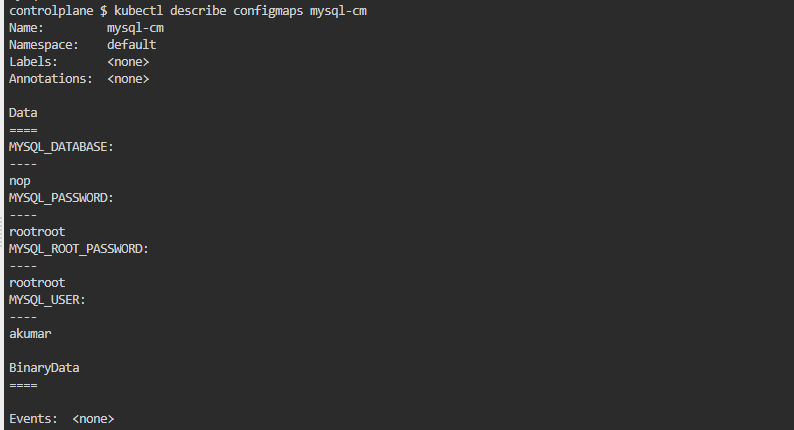 controlplane $ kubectl describe configmaps mysql-cm
Name:         mysql-cm
Namespace:    default
Labels:       <none>
Annotations:  <none>

Data
====
MYSQL_DATABASE:
----
nop
MYSQL_PASSWORD:
----
rootroot
MYSQL_ROOT_PASSWORD:
----
rootroot
MYSQL_USER:
----
akumar

BinaryData
====

Events:  <none>